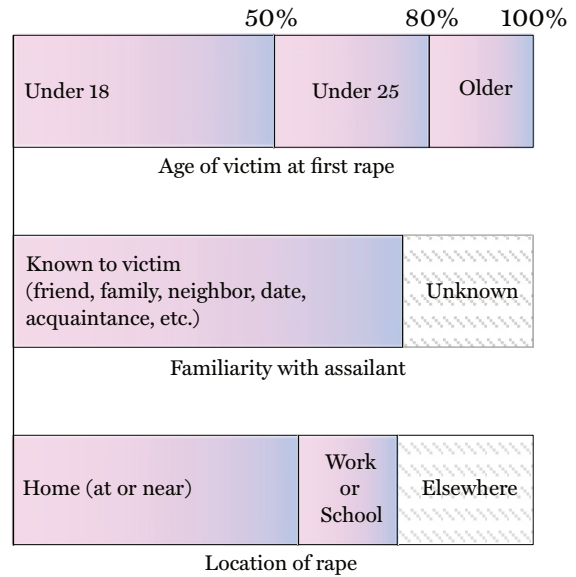 50% 80% 100%
Under 18 Under 25 Older
Age of victim at first rape
Known to victim
(friend, family, neighbor, date,
acquaintance, etc.)
Unknown
Familiarity with assailant
Home (at or near)
Work
or
School
Elsewhere
Location of rape